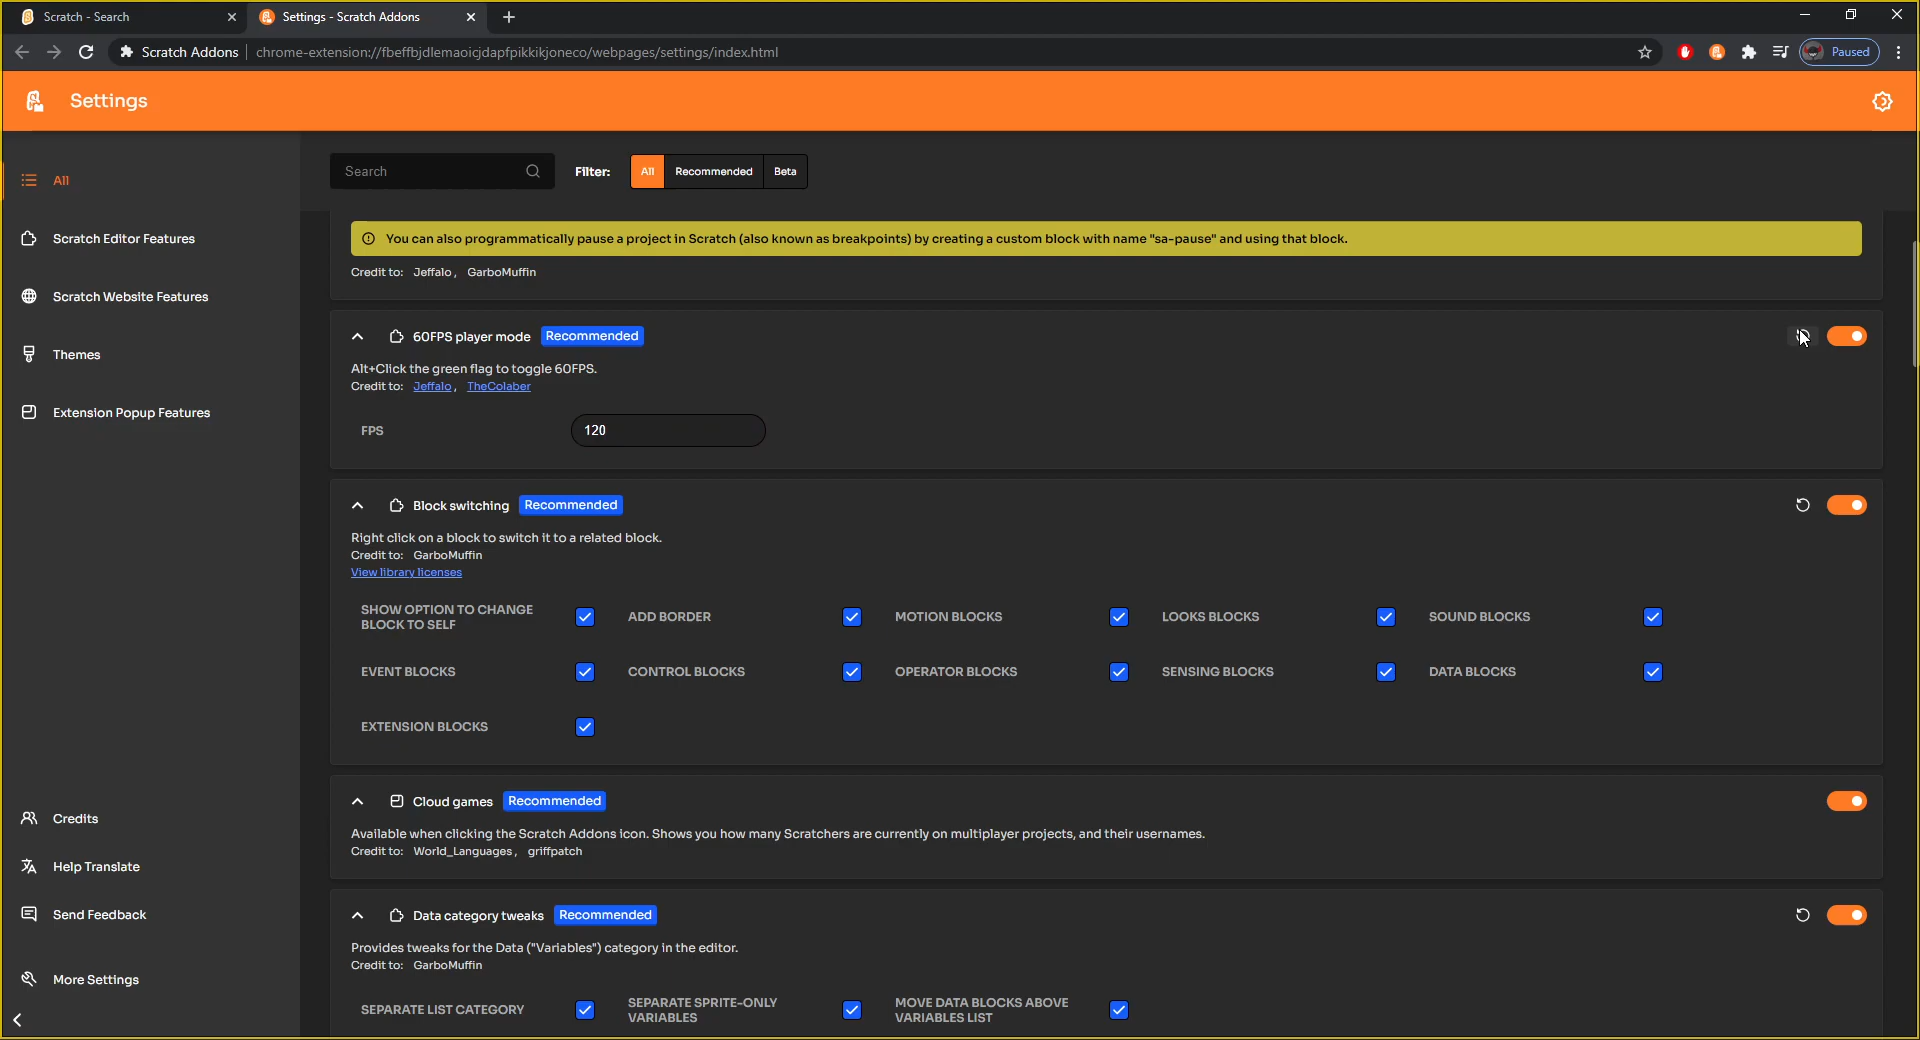 Scratch - Search
Settings - Scratch Addons
Scratch Addons
chrome-extension://fbeffbjdlemaoicjdapfpikkikjoneco/webpages/settings/index.html
Paused
Settings
All
Scratch Editor Features
Scratch Website Features
Themes
Extension Popup Features
Credits
Help Translate
Send Feedback
More Settings
Search
Filter:
All
Recommended
Beta
You can also programmatically pause a project in Scratch (also known as breakpoints) by creating a custom block with name "sa-pause" and using that block.
Credit to: Jeffalo, GarboMuffin
60FPS player mode Recommended
Alt+Click the green flag to toggle 60FPS.
Credit to: Jeffalo, TheColaber
FPS 120
Block switching Recommended
Right click on a block to switch it to a related block.
Credit to: GarboMuffin
View library licenses
SHOW OPTION TO CHANGE
BLOCK TO SELF
ADD BORDER
MOTION BLOCKS
LOOKS BLOCKS
SOUND BLOCKS
EVENT BLOCKS
CONTROL BLOCKS
OPERATOR BLOCKS
SENSING BLOCKS
DATA BLOCKS
EXTENSION BLOCKS
Cloud games Recommended
Available when clicking the Scratch Addons icon. Shows you how many Scratchers are currently on multiplayer projects, and their usernames.
Credit to: World_Languages, griffpatch
Data category tweaks Recommended
Provides tweaks for the Data ("Variables") category in the editor.
Credit to: GarboMuffin
SEPARATE LIST CATEGORY
SEPARATE SPRITE-ONLY
VARIABLES
MOVE DATA BLOCKS ABOVE
VARIABLES LIST